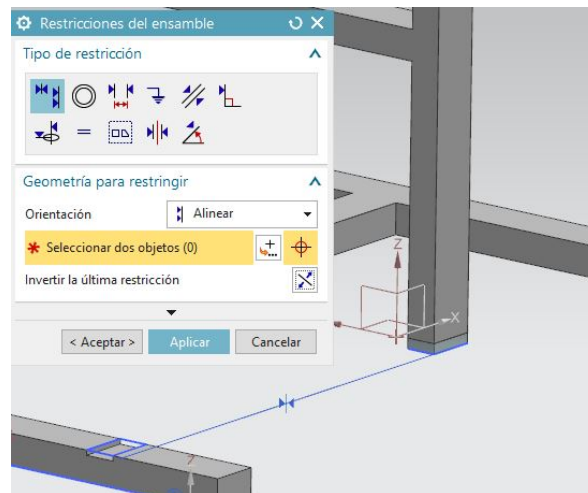 Restricciones del ensamble
Tipo de restricción
Geometría para restringir
Orientación Alinear
* Seleccionar dos objetos (0)
Invertir la última restricción
< Aceptar > Aplicar Cancelar
Z
X
Z